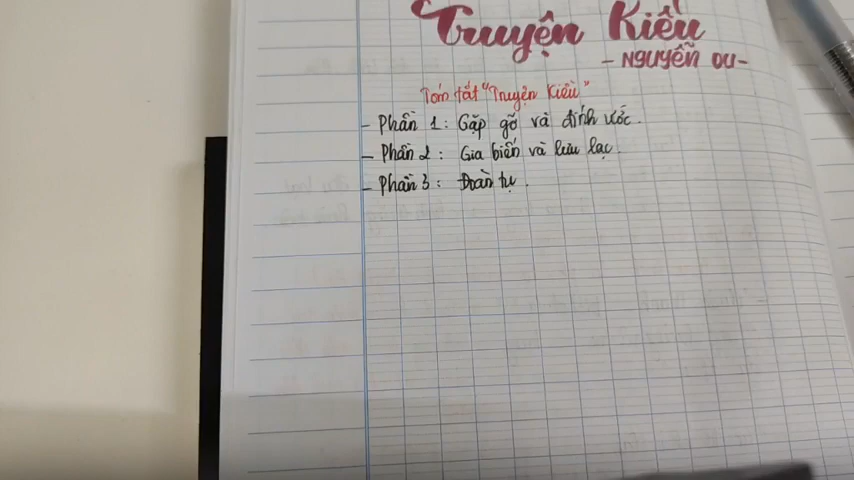 Truyện Kiều
- NGUYỄN DU -
Tóm tắt "Truyện Kiều"
- Phần 1: Gặp gỡ và đính ước.
- Phần 2: Gia biến và lưu lạc.
- Phần 3: Đoàn tụ.